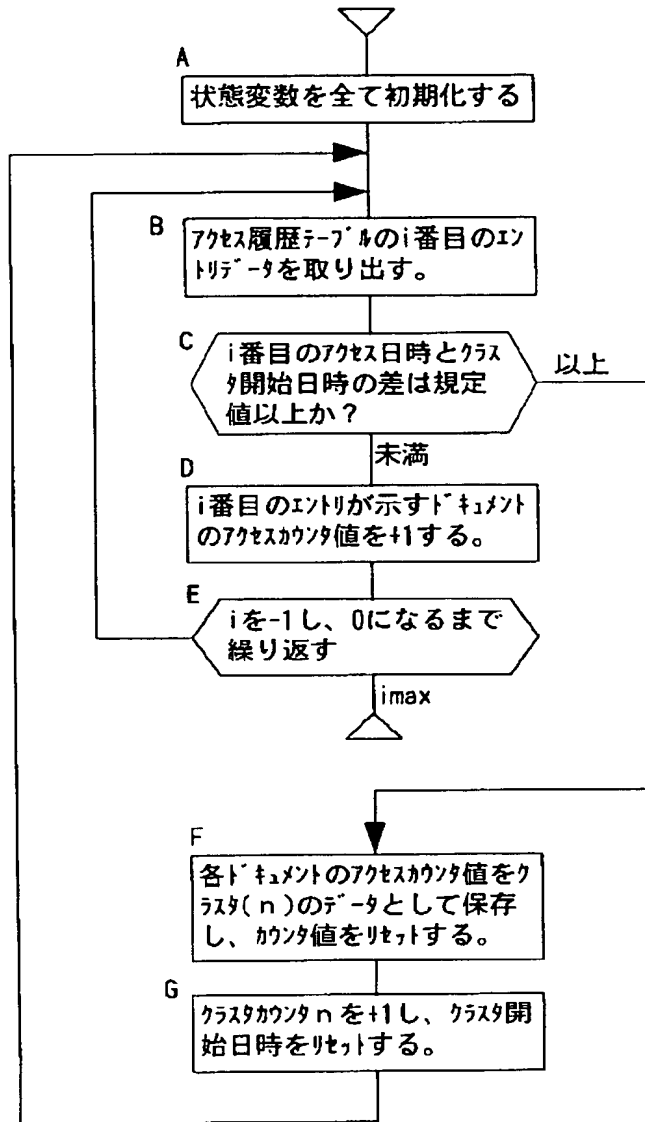 A
状態変数を全て初期化する
B
ｱｸｾｽ履歴ﾃｰﾌﾞﾙのi番目のｴﾝ
ﾄﾘﾃﾞｰﾀを取り出す。
C
i番目のｱｸｾｽ日時とｸﾗｽ
ﾀ開始日時の差は規定
値以上か？
以上
未満
D
i番目のｴﾝﾄﾘが示すﾄﾞｷｭﾒﾝﾄ
のｱｸｾｽｶｳﾝﾀ値を+1する。
E
iを-1し、0になるまで
繰り返す
imax
F
各ﾄﾞｷｭﾒﾝﾄのｱｸｾｽｶｳﾝﾀ値をｸ
ﾗｽﾀ(n)のﾃﾞｰﾀとして保存
し、ｶｳﾝﾀ値をﾘｾｯﾄする。
G
ｸﾗｽﾀｶｳﾝﾀnを+1し、ｸﾗｽﾀ開
始日時をﾘｾｯﾄする。